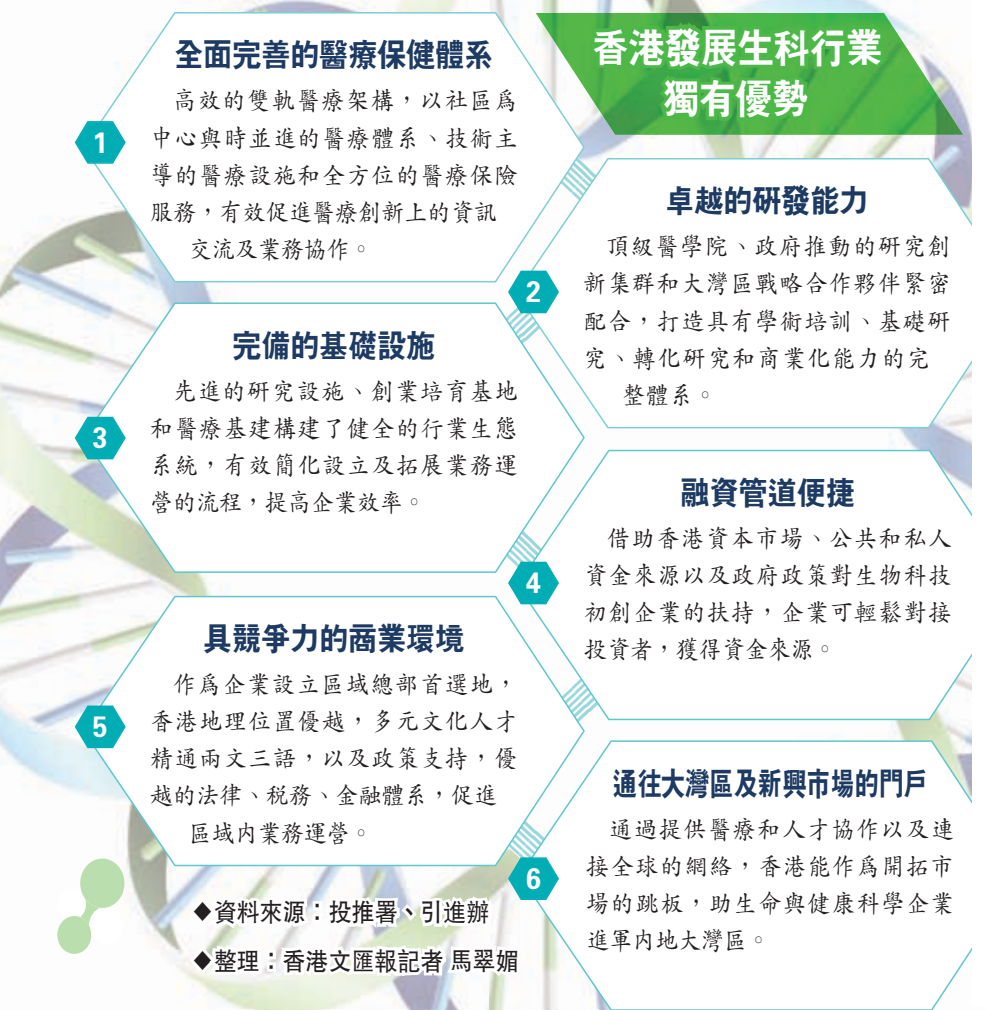 香港發展生科行業
獨有優勢
1
全面完善的醫療保健體系
高效的雙軌醫療架構，以社區爲
中心與時並進的醫療體系、技術主
導的醫療設施和全方位的醫療保險
服務，有效促進醫療創新上的資訊
交流及業務協作。
2
卓越的研發能力
頂級醫學院、政府推動的研究創
新集群和大灣區戰略合作夥伴緊密
配合，打造具有學術培訓、基礎研
究、轉化研究和商業化能力的完
整體系。
3
完備的基礎設施
先進的研究設施、創業培育基地
和醫療基建構建了健全的行業生態
系統，有效簡化設立及拓展業務運
營的流程，提高企業效率。
4
融資管道便捷
借助香港資本市場、公共和私人
資金來源以及政府政策對生物科技
初創企業的扶持，企業可輕鬆對接
投資者，獲得資金來源。
5
具競爭力的商業環境
作爲企業設立區域總部首選地，
香港地理位置優越，多元文化人才
精通兩文三語，以及政策支持，優
越的法律、税務、金融體系，促進
區域內業務運營。
6
通往大灣區及新興市場的門戶
通過提供醫療和人才協作以及連
接全球的網絡，香港能作爲開拓市
場的跳板，助生命與健康科學企業
進軍內地大灣區。
◆資料來源：投推署、引進辦
◆整理：香港文匯報記者 馬翠媚